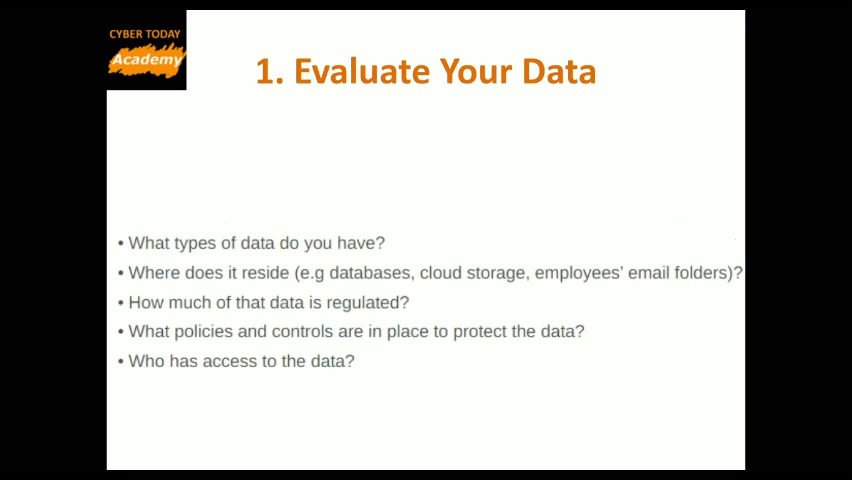 CYBER TODAY
Academy
1. Evaluate Your Data
• What types of data do you have?
• Where does it reside (e.g databases, cloud storage, employees’ email folders)?
• How much of that data is regulated?
• What policies and controls are in place to protect the data?
• Who has access to the data?